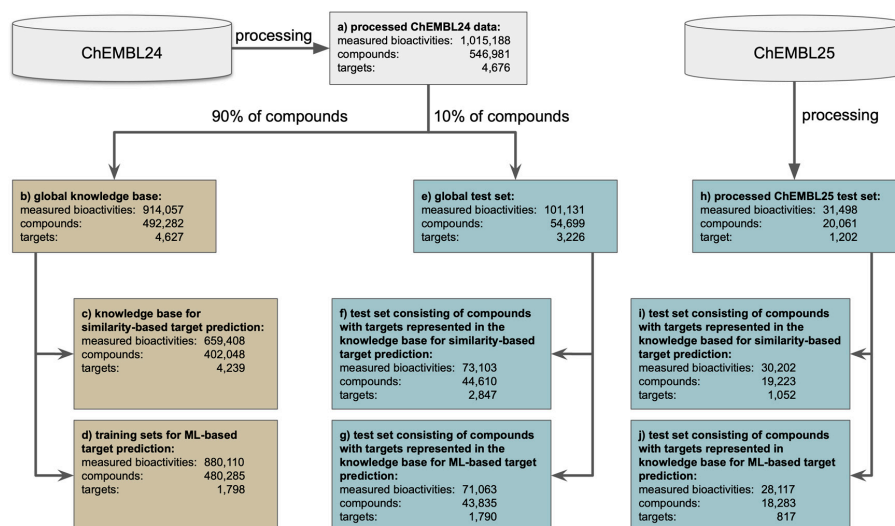 ChEMBL24
processing
a) processed ChEMBL24 data:
measured bioactivities: 1,015,188
compounds: 546,981
targets: 4,676
ChEMBL25
processing
90% of compounds
10% of compounds
b) global knowledge base:
measured bioactivities: 914,057
compounds: 492,282
targets: 4,627
e) global test set:
measured bioactivities: 101,131
compounds: 54,699
targets: 3,226
h) processed ChEMBL25 test set:
measured bioactivities: 31,498
compounds: 20,061
target: 1,202
c) knowledge base for
similarity-based target prediction:
measured bioactivities: 659,408
compounds: 402,048
targets: 4,239
f) test set consisting of compounds
with targets represented in the
knowledge base for similarity-based
target prediction:
measured bioactivities: 73,103
compounds: 44,610
targets: 2,847
i) test set consisting of compounds
with targets represented in the
knowledge based for similarity-based
target prediction:
measured bioactivities: 30,202
compounds: 19,223
targets: 1,052
d) training sets for ML-based
target prediction:
measured bioactivities: 880,110
compounds: 480,285
targets: 1,798
g) test set consisting of compounds
with targets represented in the
knowledge base for ML-based target
prediction:
measured bioactivities: 71,063
compounds: 43,835
targets: 1,790
j) test set consisting of compounds
with targets represented in
knowledge base for ML-based target
prediction:
measured bioactivities: 28,117
compounds: 18,283
targets: 817